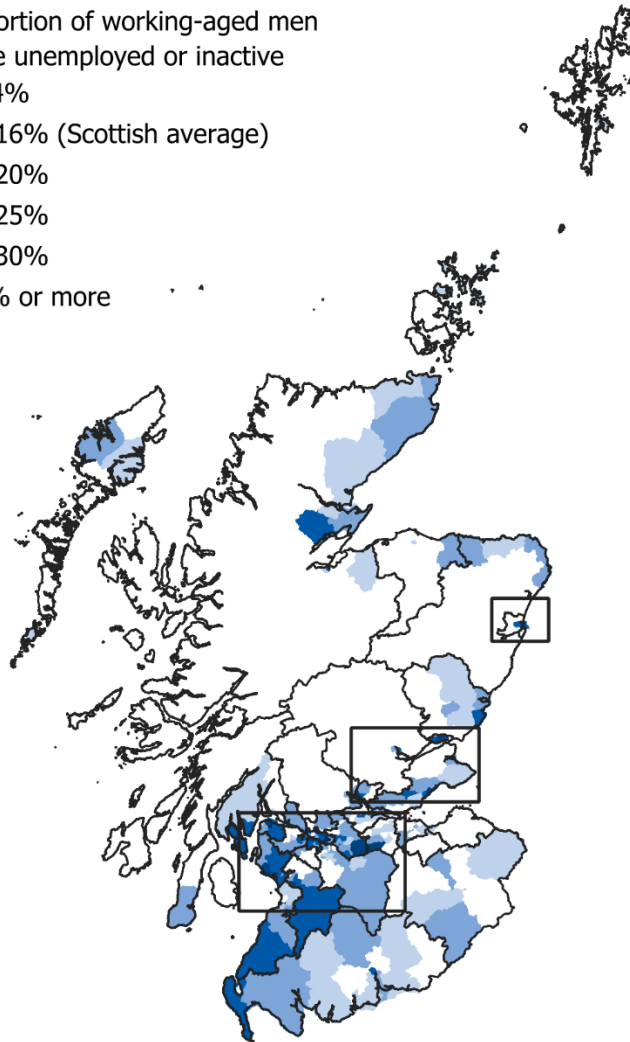 ortion of working-aged men
e unemployed or inactive
4%
16% (Scottish average)
20%
25%
30%
% or more